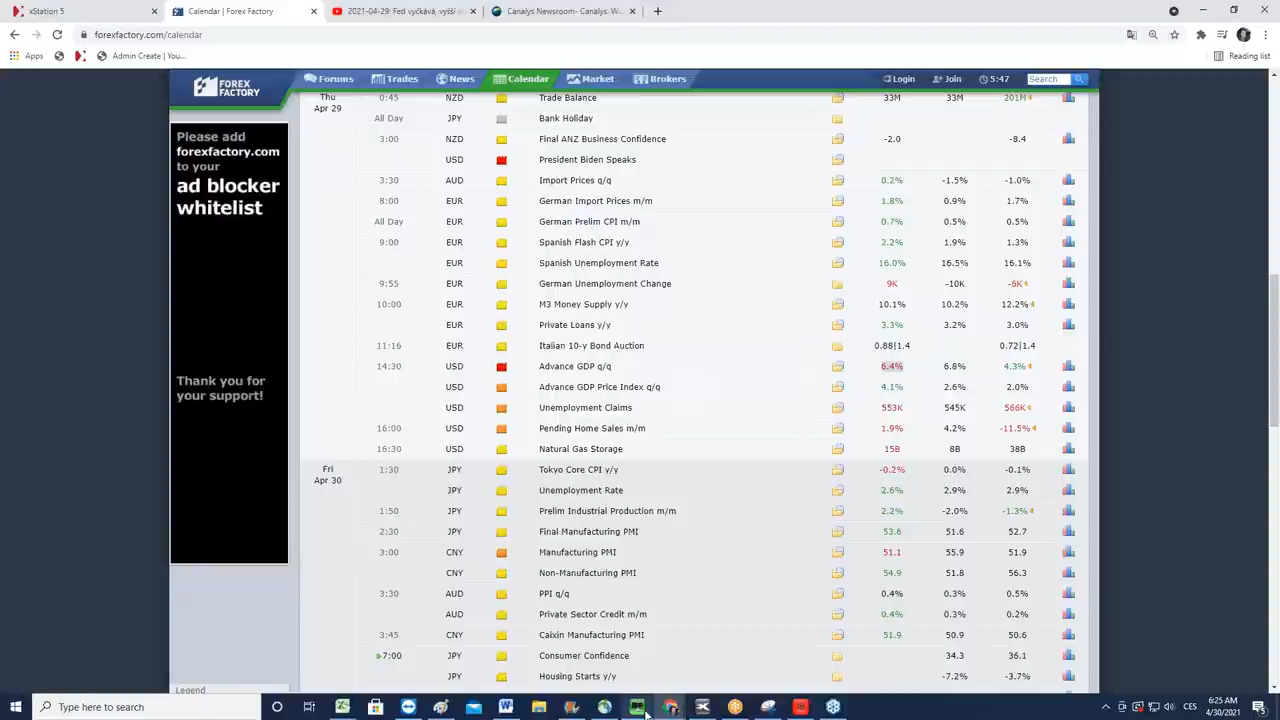 xStation 5
Calendar | Forex Factory
2021-04-29: Fed vyčkává, vyšší e
Canalys Newsroom- Canalys: Wo
forexfactory.com/calendar
Apps
Admin Create | You...
Reading list
FOREX FACTORY
Forums
Trades
News
Calendar
Market
Brokers
Login
Join
5:47
Search
Please add
forexfactory.com
to your
ad blocker
whitelist
Thank you for
your support!
Legend
Thu
Apr 29
0:45 NZD Trade Balance 33M 33M 201M
All Day JPY Bank Holiday
3:00 NZD Final ANZ Business Confidence -2.0 -8.4
USD President Biden Speaks
3:30 AUD Import Prices q/q 0.2% -1.5% -1.0%
8:00 EUR German Import Prices m/m 1.8% 0.9% 1.7%
All Day EUR German Prelim CPI m/m 0.7% 0.5% 0.5%
9:00 EUR Spanish Flash CPI y/y 2.2% 1.9% 1.3%
EUR Spanish Unemployment Rate 16.0% 16.5% 16.1%
9:55 EUR German Unemployment Change 9K -10K -6K
10:00 EUR M3 Money Supply y/y 10.1% 10.2% 12.2%
EUR Private Loans y/y 3.3% 3.2% 3.0%
11:16 EUR Italian 10-y Bond Auction 0.88|1.4 0.72|1.4
14:30 USD Advance GDP q/q 6.4% 6.8% 4.3%
USD Advance GDP Price Index q/q 4.1% 2.6% 2.0%
USD Unemployment Claims 553K 545K 566K
16:00 USD Pending Home Sales m/m 1.9% 4.2% -11.5%
16:30 USD Natural Gas Storage 15B 8B 38B
Fri
Apr 30
1:30 JPY Tokyo Core CPI y/y -0.2% 0.0% -0.1%
JPY Unemployment Rate 2.6% 2.9% 2.9%
1:50 JPY Prelim Industrial Production m/m 2.2% -2.0% -1.3%
2:30 JPY Final Manufacturing PMI 53.6 51.6 52.7
3:00 CNY Manufacturing PMI 51.1 55.9 51.9
CNY Non-Manufacturing PMI 54.9 51.8 56.3
3:30 AUD PPI q/q 0.4% 0.3% 0.5%
AUD Private Sector Credit m/m 0.4% 0.3% 0.2%
3:45 CNY Caixin Manufacturing PMI 51.9 50.9 50.6
7:00 JPY Consumer Confidence 34.3 36.1
JPY Housing Starts y/y -7.2% -3.7%
Type here to search
CES
6:25 AM
4/30/2021